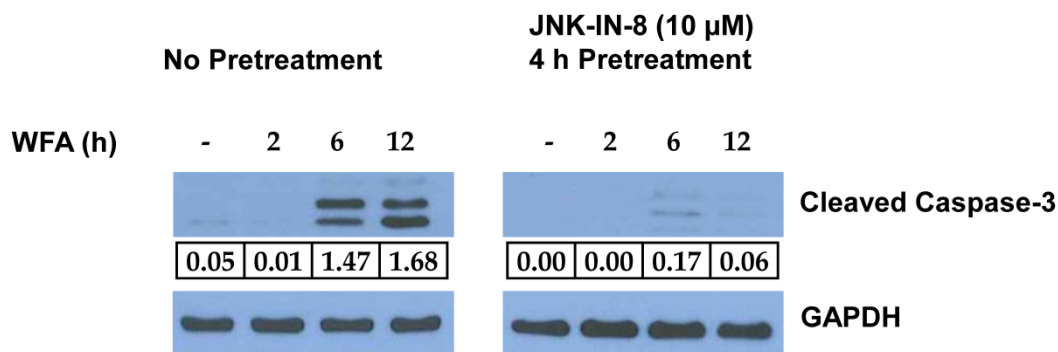 JNK-IN-8 (10 µM)
No Pretreatment 4 h Pretreatment
WFA (h) - 2 6 12 - 2 6 12
Cleaved Caspase-3
0.05 0.01 1.47 1.68 0.00 0.00 0.17 0.06
GAPDH